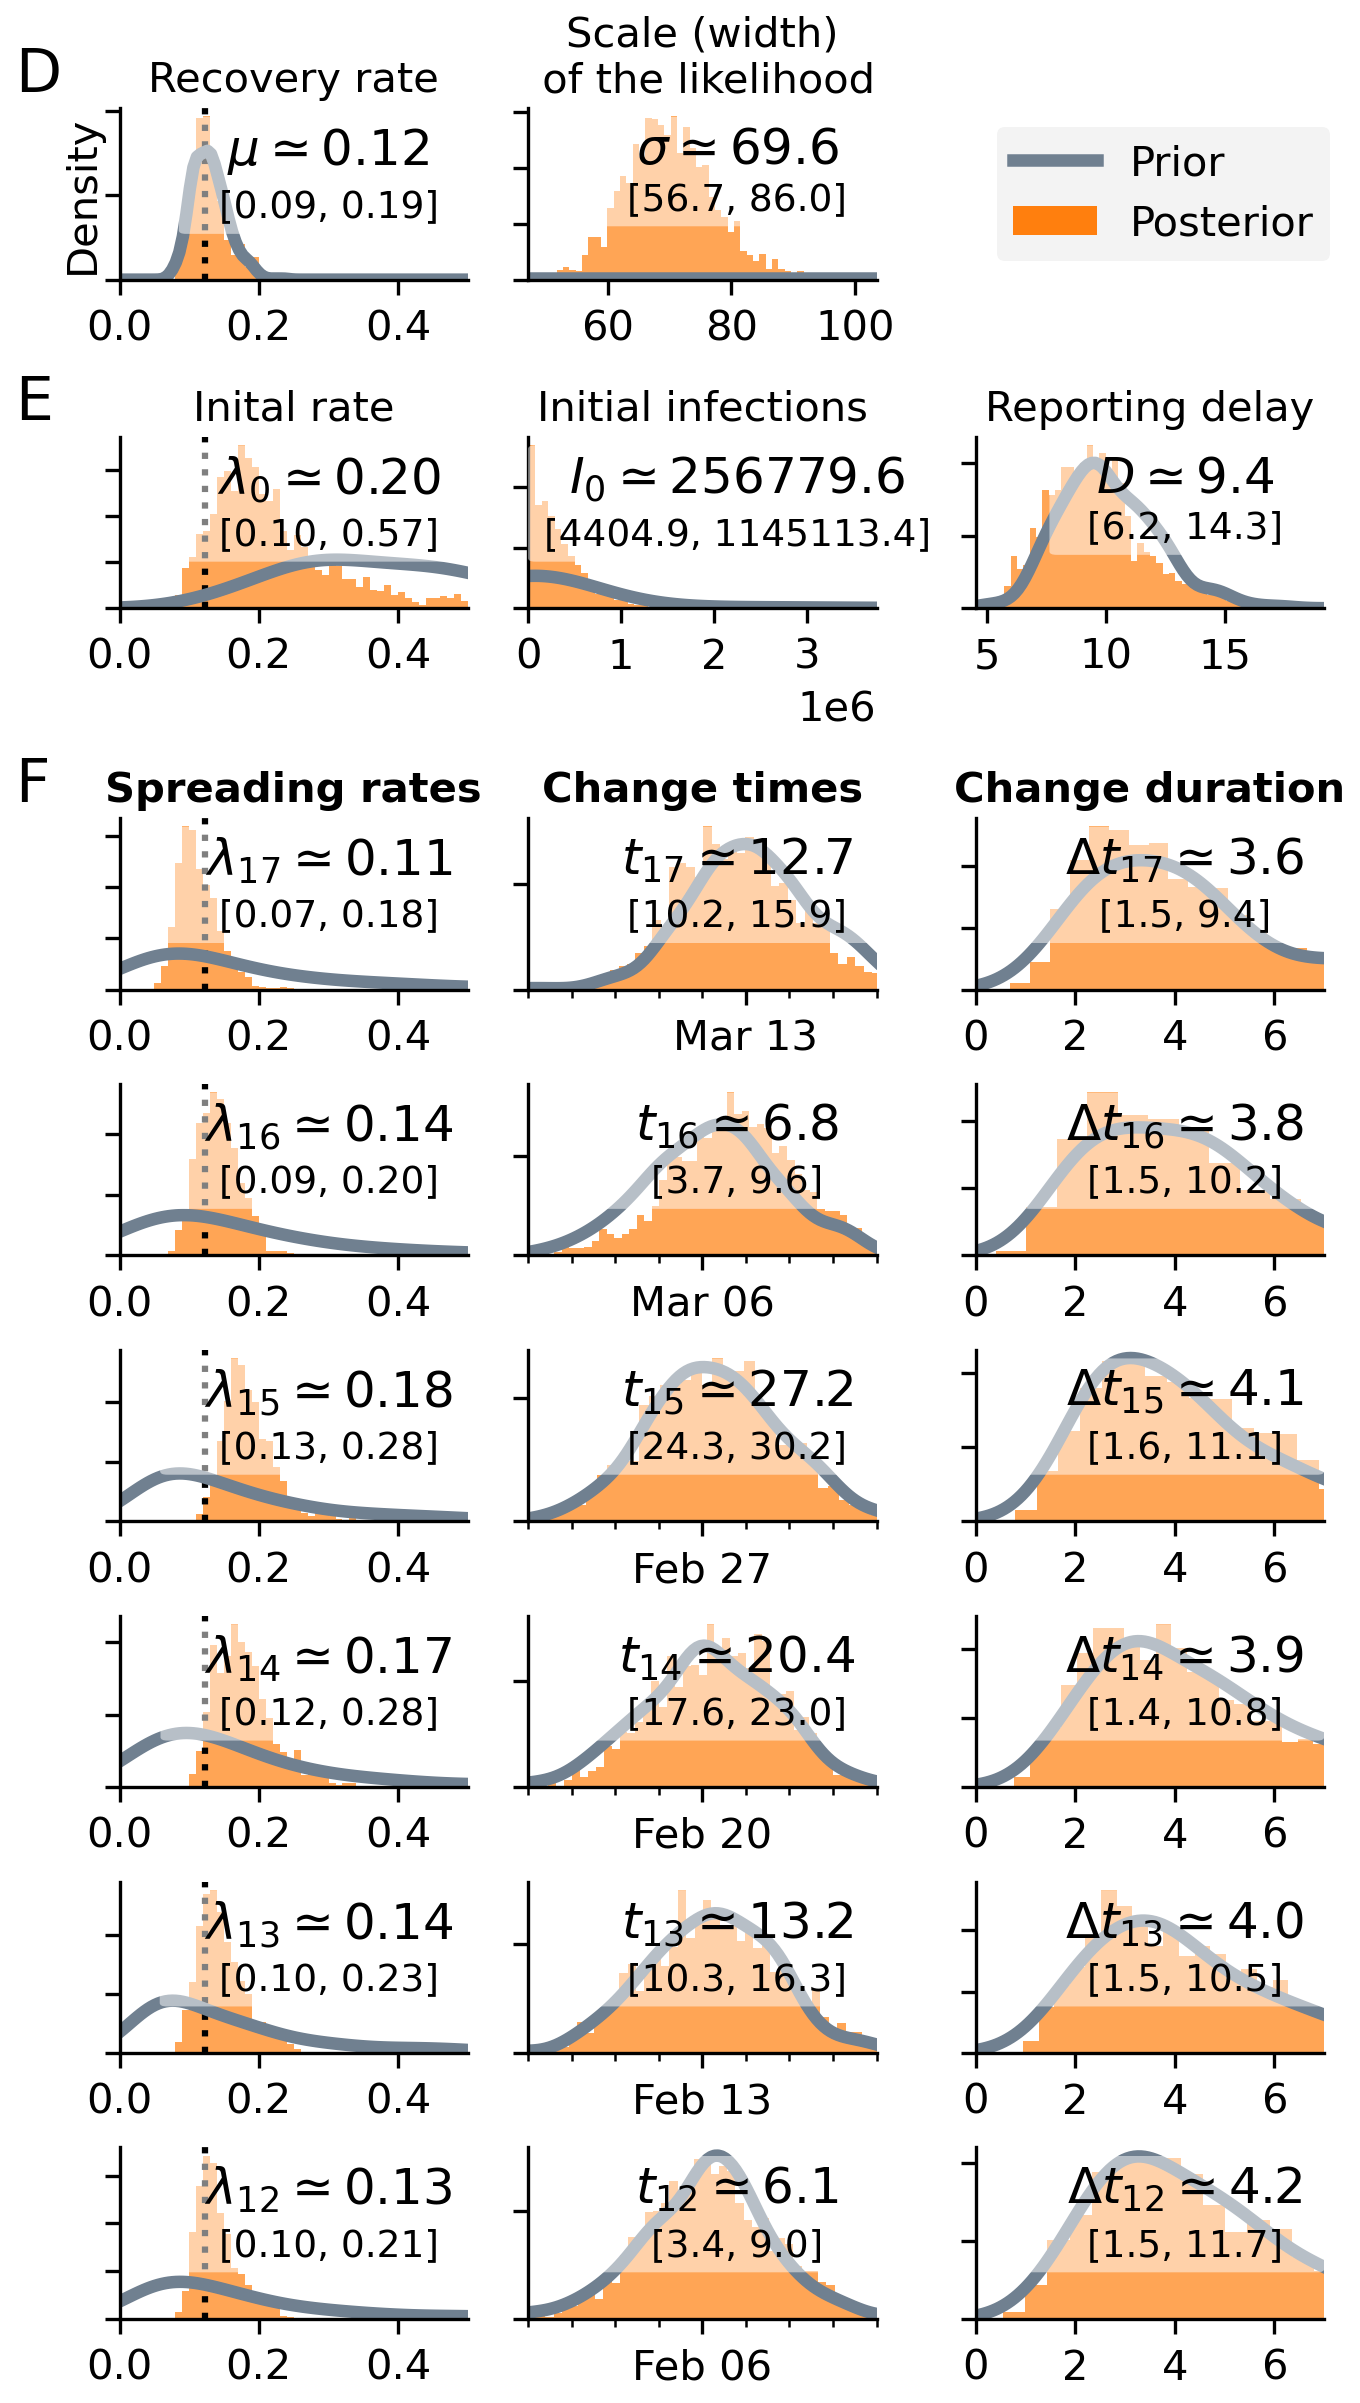 D
Recovery rate
Scale (width)
of the likelihood
Density
μ ≃ 0.12
[0.09, 0.19]
σ ≃ 69.6
[56.7, 86.0]
Prior
Posterior
0.0 0.2 0.4
60 80 100
E
Inital rate
Initial infections
Reporting delay
λ0 ≃ 0.20
[0.10, 0.57]
I0 ≃ 256779.6
[4404.9, 1145113.4]
D ≃ 9.4
[6.2, 14.3]
0.0 0.2 0.4
0 1 2 3
1e6
5 10 15
F
Spreading rates
Change times
Change duration
λ17 ≃ 0.11
[0.07, 0.18]
t17 ≃ 12.7
[10.2, 15.9]
Δt17 ≃ 3.6
[1.5, 9.4]
0.0 0.2 0.4
Mar 13
0 2 4 6
λ16 ≃ 0.14
[0.09, 0.20]
t16 ≃ 6.8
[3.7, 9.6]
Δt16 ≃ 3.8
[1.5, 10.2]
0.0 0.2 0.4
Mar 06
0 2 4 6
λ15 ≃ 0.18
[0.13, 0.28]
t15 ≃ 27.2
[24.3, 30.2]
Δt15 ≃ 4.1
[1.6, 11.1]
0.0 0.2 0.4
Feb 27
0 2 4 6
λ14 ≃ 0.17
[0.12, 0.28]
t14 ≃ 20.4
[17.6, 23.0]
Δt14 ≃ 3.9
[1.4, 10.8]
0.0 0.2 0.4
Feb 20
0 2 4 6
λ13 ≃ 0.14
[0.10, 0.23]
t13 ≃ 13.2
[10.3, 16.3]
Δt13 ≃ 4.0
[1.5, 10.5]
0.0 0.2 0.4
Feb 13
0 2 4 6
λ12 ≃ 0.13
[0.10, 0.21]
t12 ≃ 6.1
[3.4, 9.0]
Δt12 ≃ 4.2
[1.5, 11.7]
0.0 0.2 0.4
Feb 06
0 2 4 6